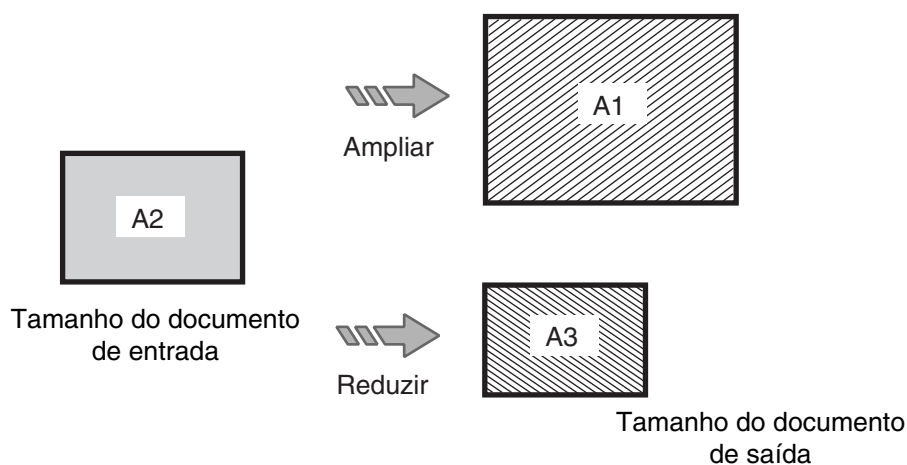 A1
Ampliar
A2
Tamanho do documento
de entrada
A3
Reduzir
Tamanho do documento
de saída